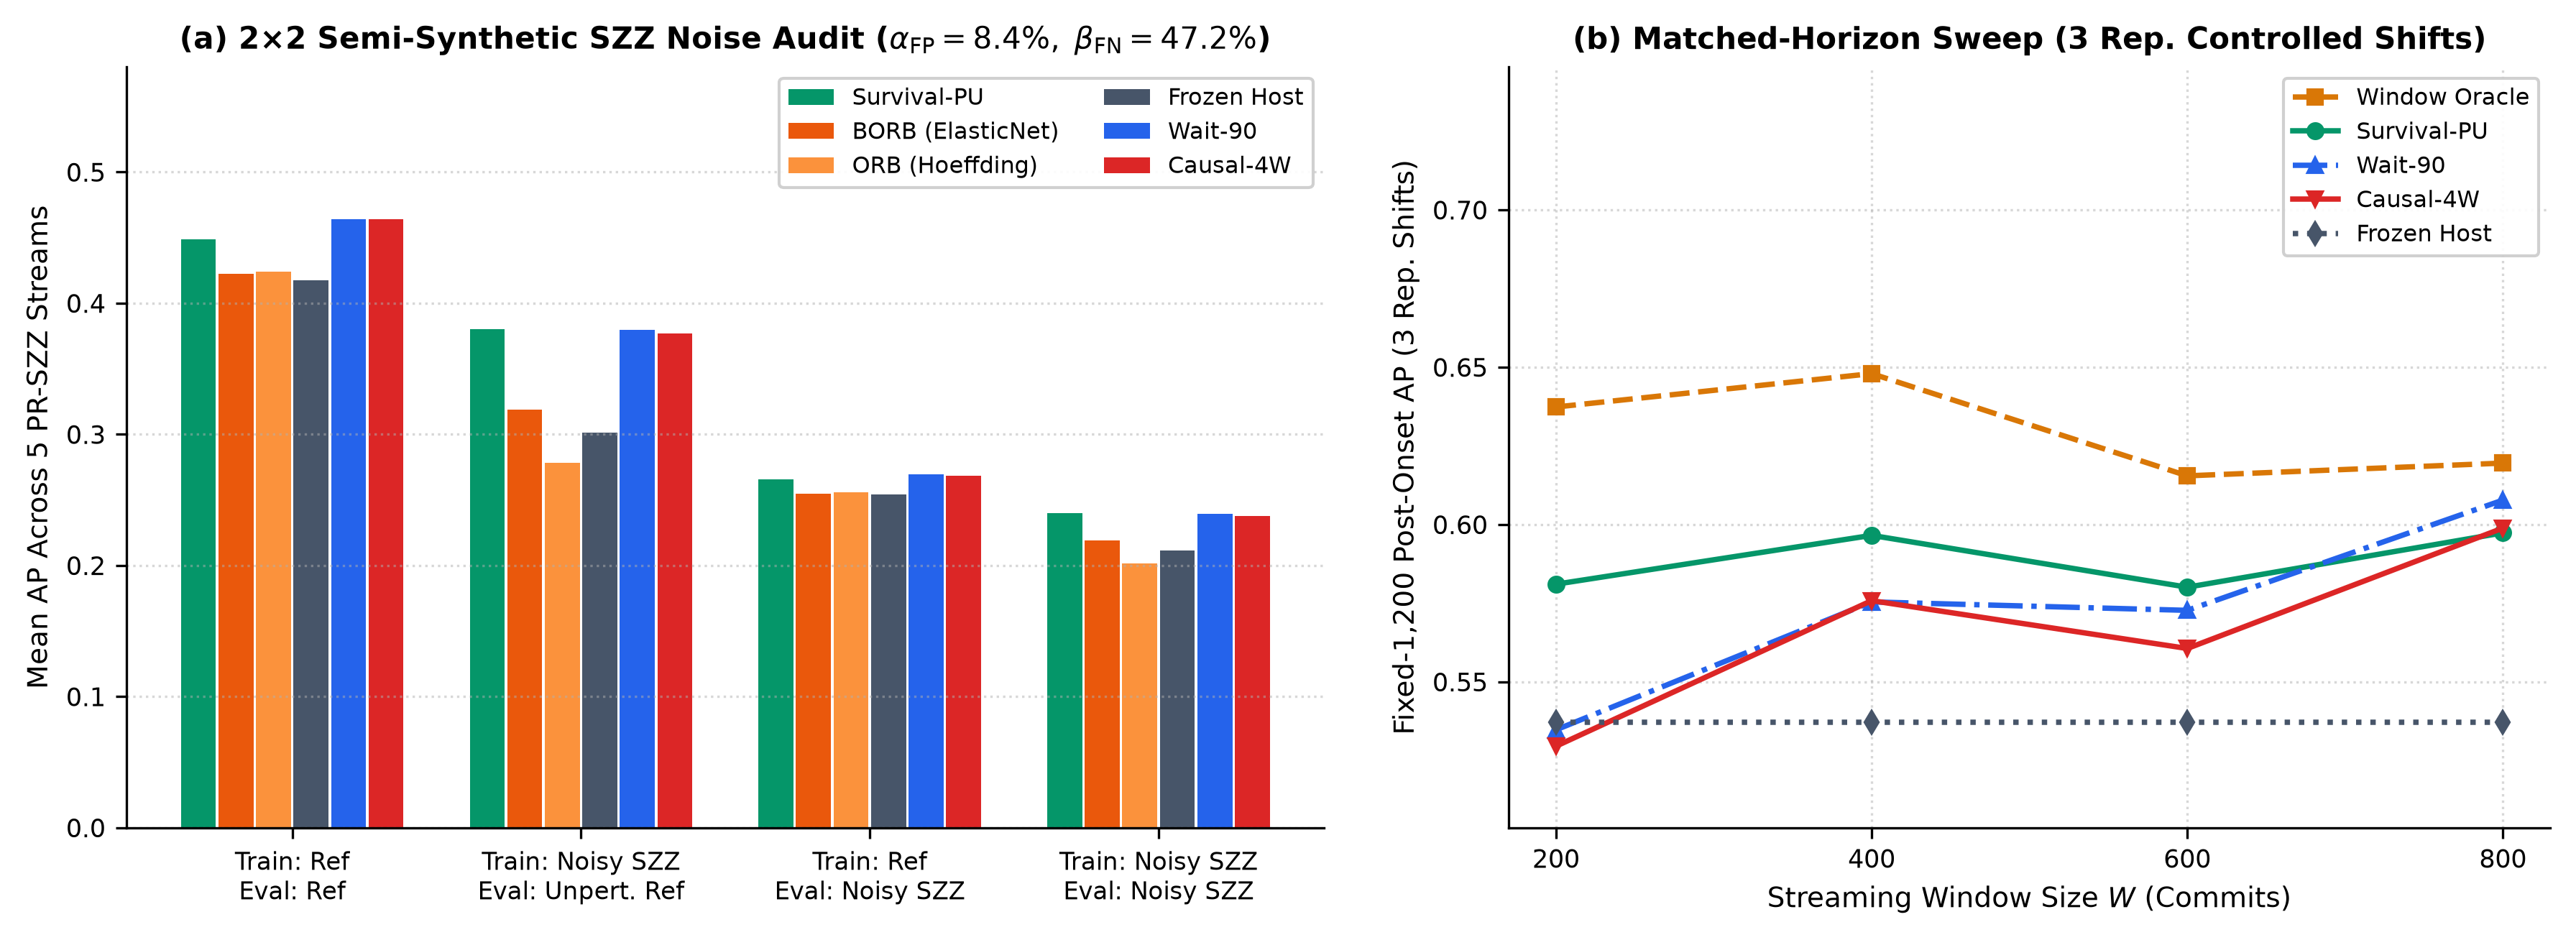 (a) 2×2 Semi-Synthetic SZZ Noise Audit (α_FP = 8.4%, β_FN = 47.2%)
Mean AP Across 5 PR-SZZ Streams
0.5
0.4
0.3
0.2
0.1
0.0
Survival-PU
BORB (ElasticNet)
ORB (Hoeffding)
Frozen Host
Wait-90
Causal-4W
Train: Ref
Eval: Ref
Train: Noisy SZZ
Eval: Unpert. Ref
Train: Ref
Eval: Noisy SZZ
Train: Noisy SZZ
Eval: Noisy SZZ
(b) Matched-Horizon Sweep (3 Rep. Controlled Shifts)
Fixed-1,200 Post-Onset AP (3 Rep. Shifts)
0.70
0.65
0.60
0.55
Window Oracle
Survival-PU
Wait-90
Causal-4W
Frozen Host
200
400
600
800
Streaming Window Size W (Commits)